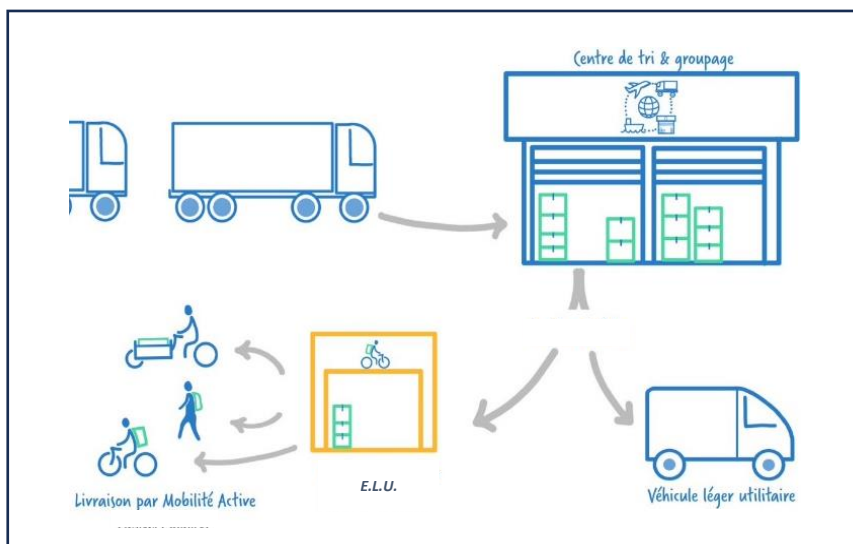 Centre de tri & groupage
E.L.U.
Livraison par Mobilité Active
Véhicule léger utilitaire